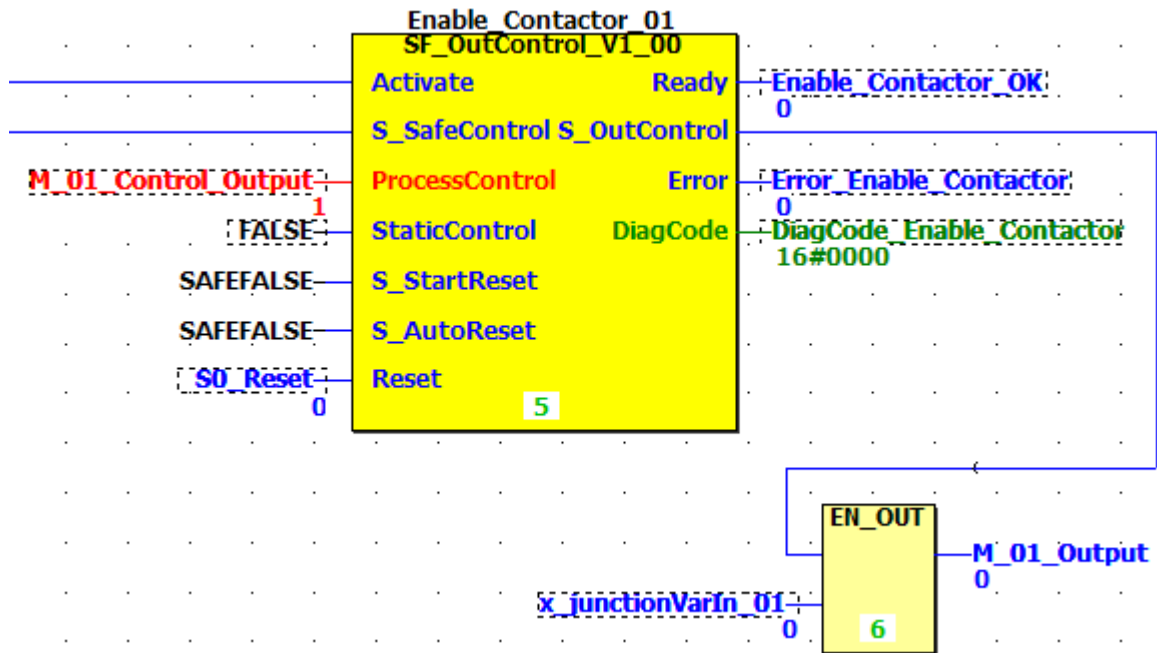 Enable_Contactor_01
SF_OutControl_V1_00
Activate Ready Enable_Contactor_OK
0
S_SafeControl S_OutControl
M_01_Control_Output ProcessControl Error Error_Enable_Contactor
1 0
FALSE StaticControl DiagCode DiagCode_Enable_Contactor
16#0000
SAFEFALSE S_StartReset
SAFEFALSE S_AutoReset
S0_Reset Reset
0 5
EN_OUT
M_01_Output
0
x_junctionVarIn_01
0 6